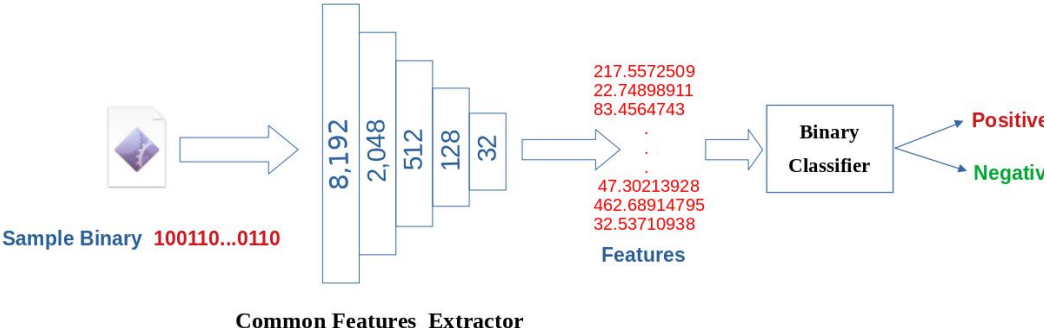 8,192
2,048
512
128
32
217.5572509
22.74898911
83.4564743
.
.
.
47.30213928
462.68914795
32.53710938
Binary
Classifier
Positive
Negativ
Sample Binary 100110...0110
Features
Common Features Extractor